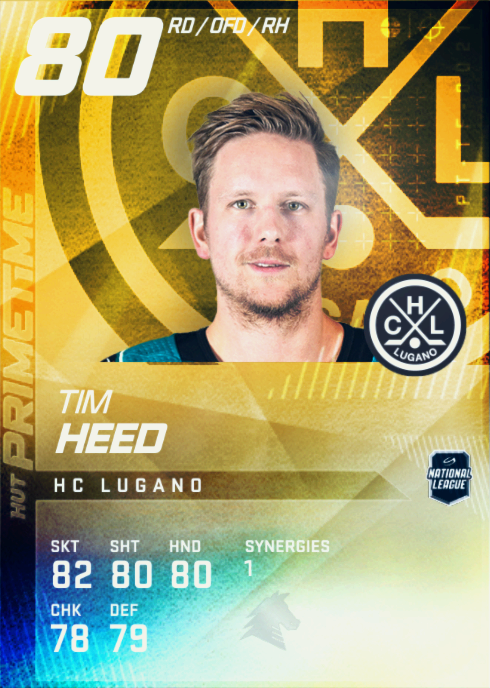 80 RD / OFD / RH
HUT PRIMETIME
H
C L
LUGANO
TIM
HEED
HC LUGANO
NATIONAL
LEAGUE
SKT SHT HND SYNERGIES
82 80 80 1
CHK DEF
78 79